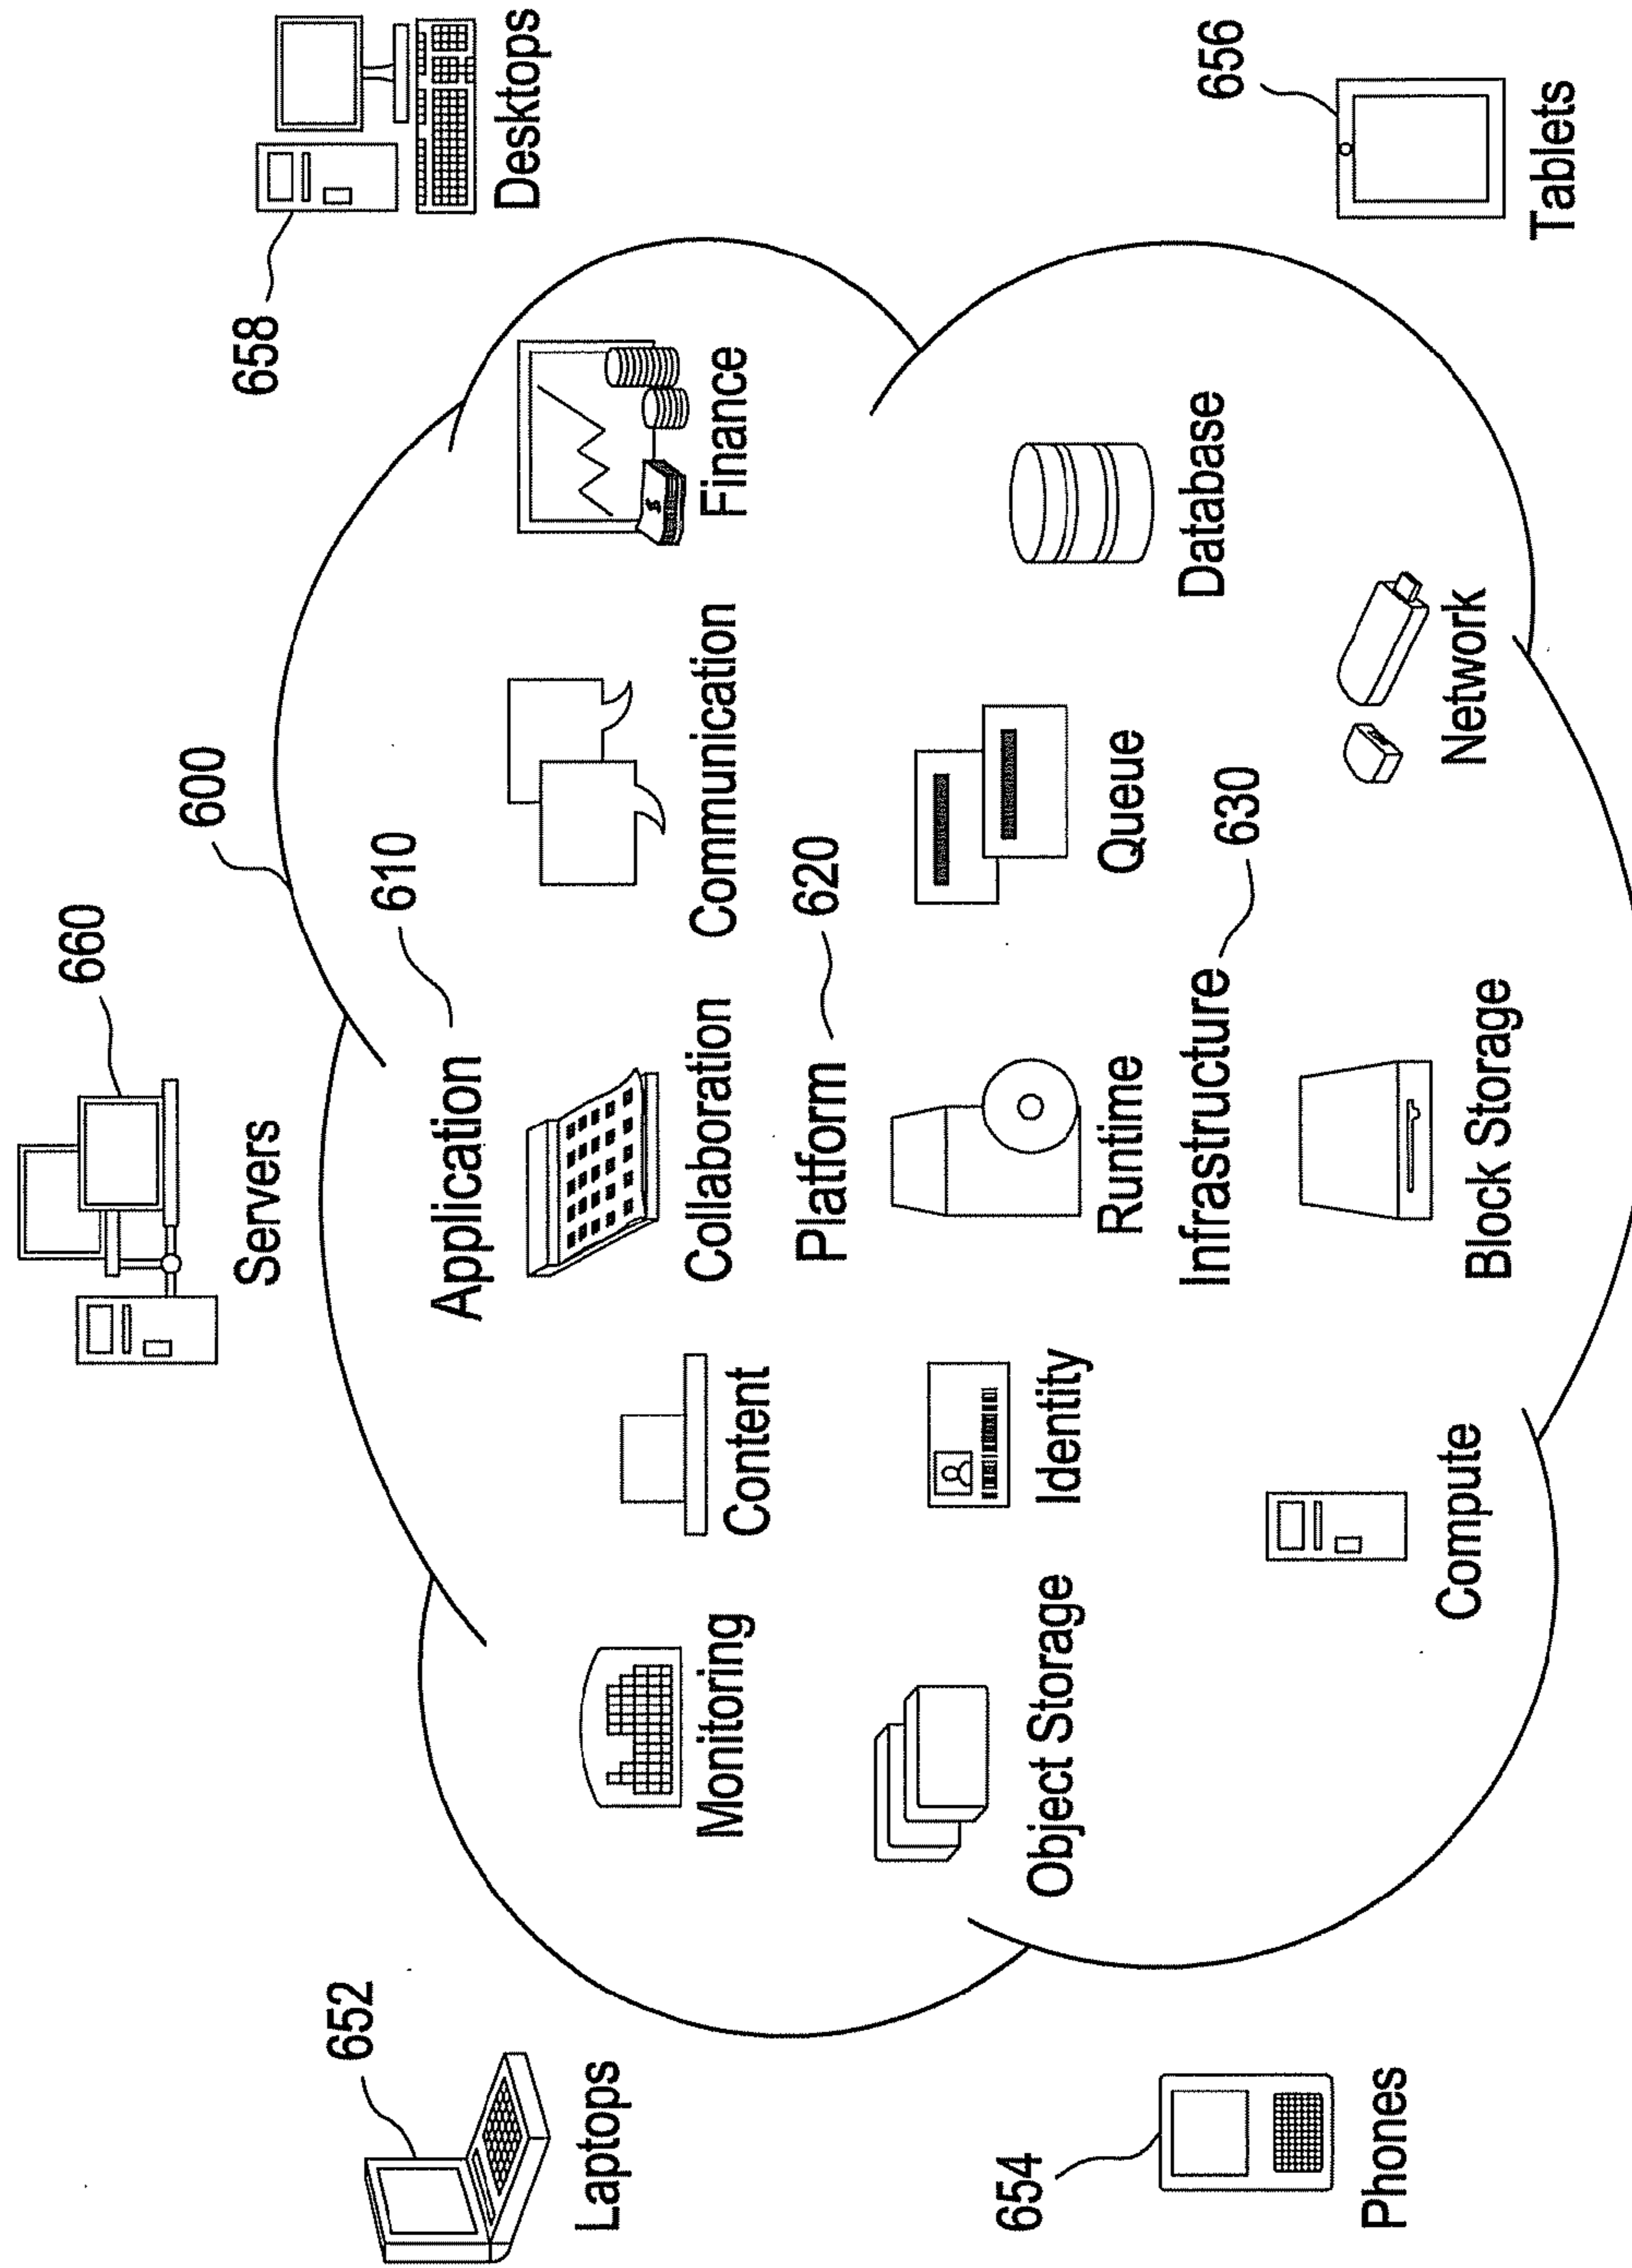 660
Servers
600
652
Laptops
658
Desktops
Application
610
Monitoring
Content
Collaboration
Communication
Finance
Platform
620
Object Storage
Identity
Runtime
Queue
Database
Infrastructure
630
Compute
Block Storage
Network
654
Phones
656
Tablets